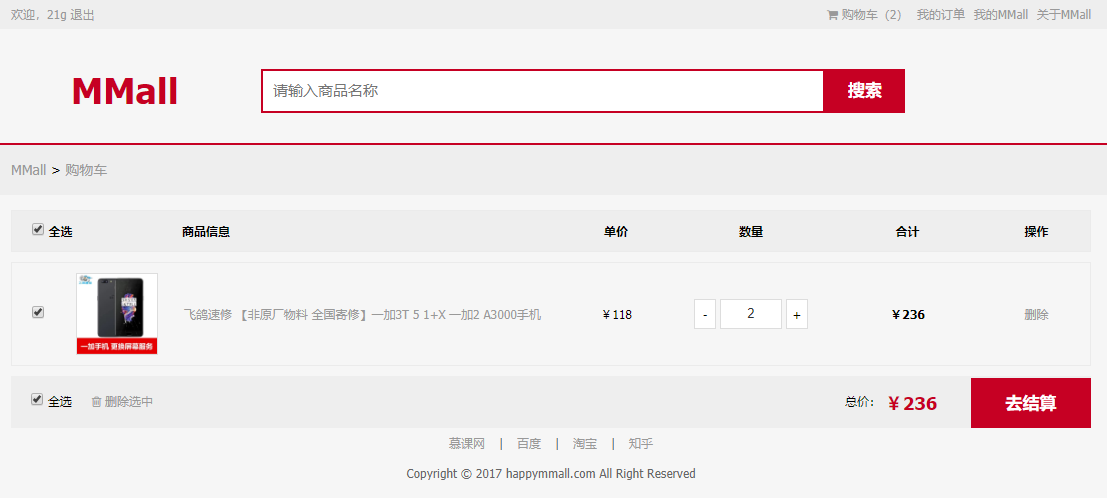 欢迎，21g 退出 购物车（2） 我的订单 我的MMall 关于MMall
MMall 请输入商品名称 搜索
MMall > 购物车
全选 商品信息 单价 数量 合计 操作
飞鸽速修 【非原厂物料 全国寄修】一加3T 5 1+X 一加2 A3000手机 ￥118 - 2 + ￥236 删除
一加手机 更换屏幕服务
全选 删除选中 总价： ￥236 去结算
慕课网 | 百度 | 淘宝 | 知乎
Copyright © 2017 happymmall.com All Right Reserved